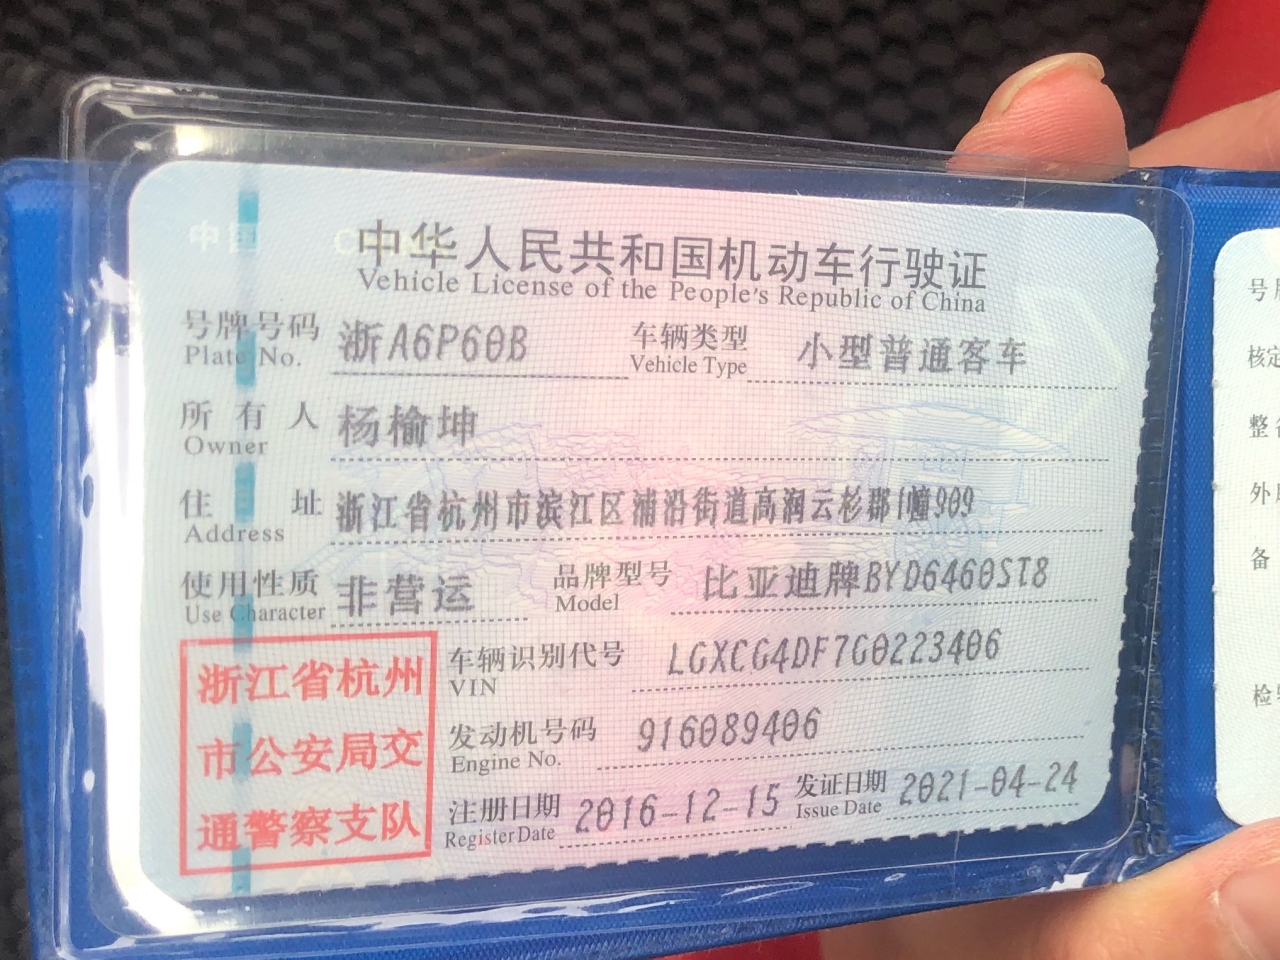 中国 CHINA
中华人民共和国机动车行驶证
Vehicle License of the People's Republic of China
号牌号码 浙A6P60B 车辆类型 小型普通客车
Plate No. Vehicle Type
所有人 杨榆坤
Owner
住址 浙江省杭州市滨江区浦沿街道高润云杉郡1幢909
Address
使用性质 非营运 品牌型号 比亚迪牌BYD6460ST8
Use Character Model
浙江省杭州
市公安局交
通警察支队
车辆识别代号 LGXCG4DF7G0223406
VIN
发动机号码 916089406
Engine No.
注册日期 2016-12-15 发证日期 2021-04-24
Register Date Issue Date
号牌
核定
整备
外
备
检